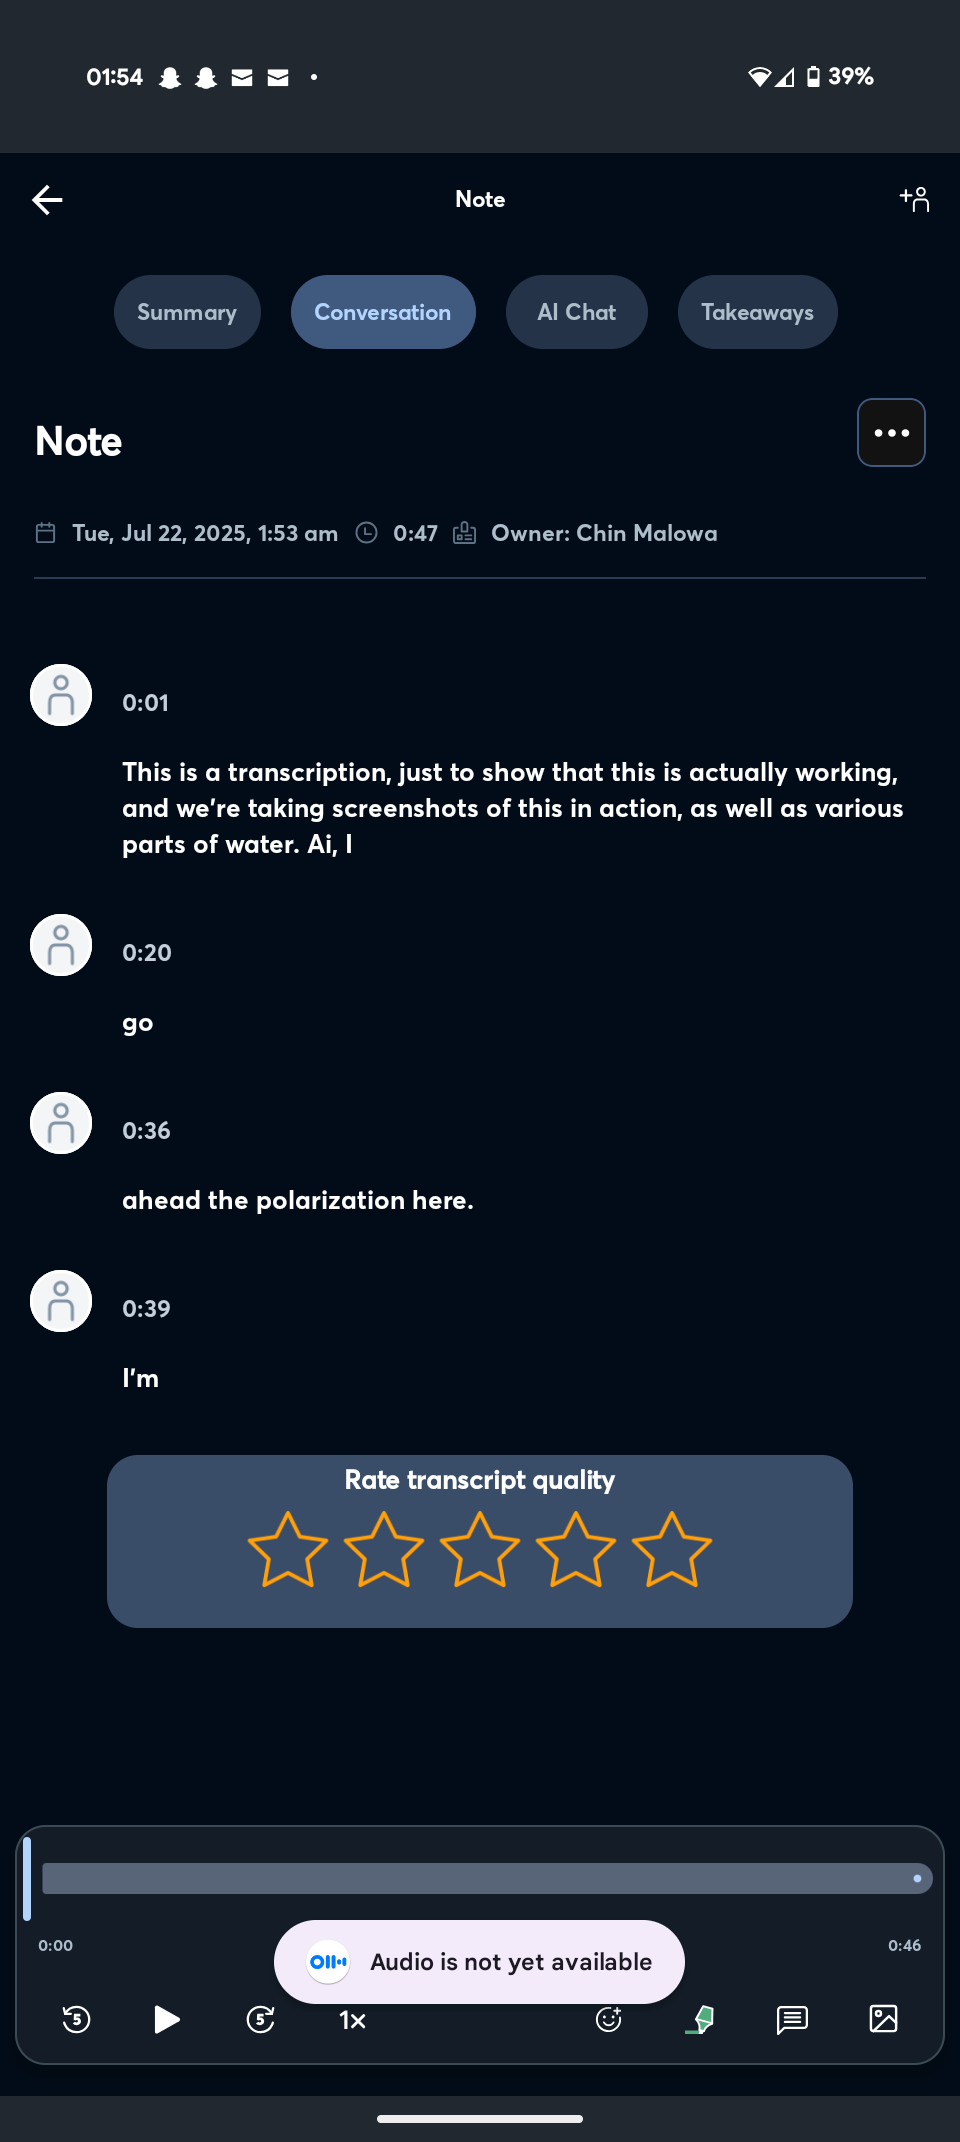 01:54
39%
Note
Summary
Conversation
AI Chat
Takeaways
Note
Tue, Jul 22, 2025, 1:53 am
0:47
Owner: Chin Malowa
0:01
This is a transcription, just to show that this is actually working,
and we're taking screenshots of this in action, as well as various
parts of water. Ai, I
0:20
go
0:36
ahead the polarization here.
0:39
I'm
Rate transcript quality
0:00
0:46
Audio is not yet available
5
5
1x